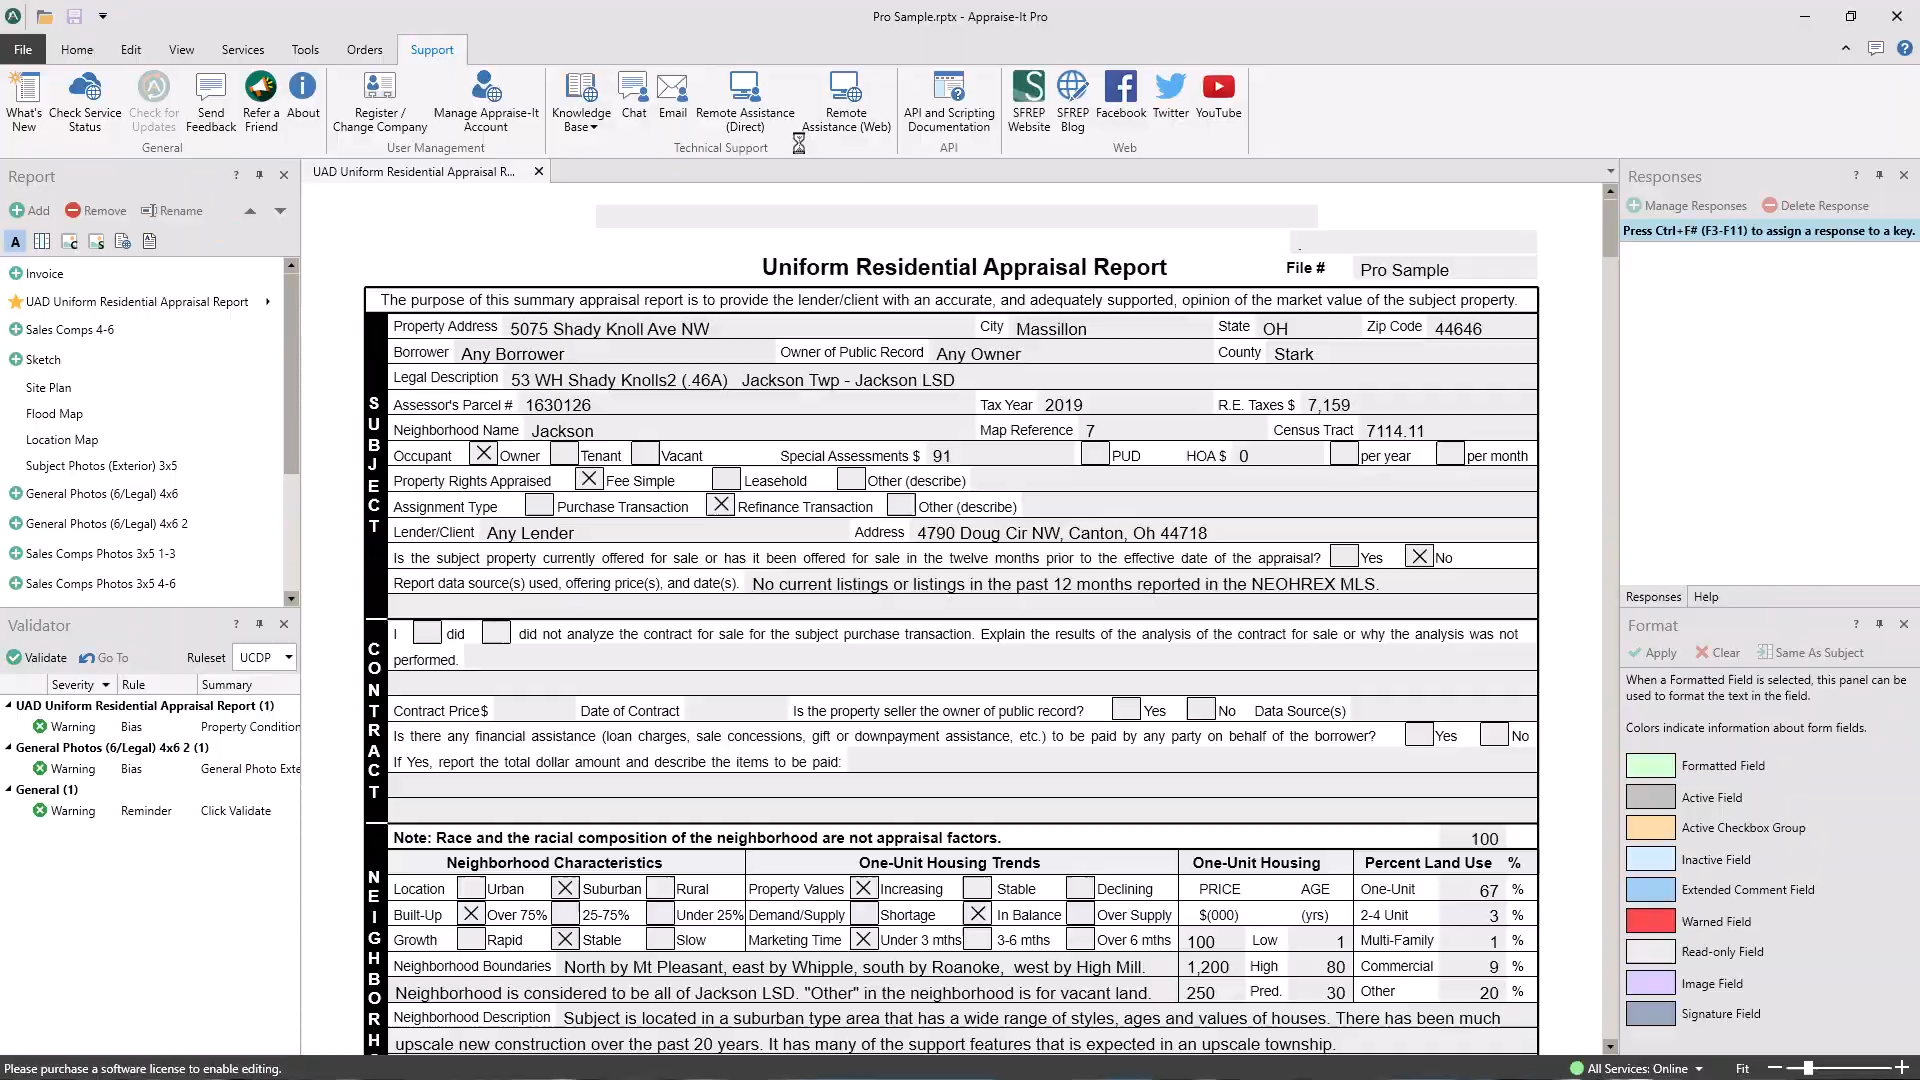 Pro Sample.rptx - Appraise-It Pro
File Home Edit View Services Tools Orders Support
What's New
Check Service Status
Check for Updates
Send Feedback
Refer a Friend
About
General
Register / Change Company
Manage Appraise-It Account
User Management
Knowledge Base
Chat
Email
Remote Assistance (Direct)
Remote Assistance (Web)
Technical Support
API and Scripting Documentation
API
SFREP Website
SFREP Blog
Facebook
Twitter
YouTube
Web
Report
Add Remove Rename
Invoice
UAD Uniform Residential Appraisal Report
Sales Comps 4-6
Sketch
Site Plan
Flood Map
Location Map
Subject Photos (Exterior) 3x5
General Photos (6/Legal) 4x6
General Photos (6/Legal) 4x6 2
Sales Comps Photos 3x5 1-3
Sales Comps Photos 3x5 4-6
Validator
Validate Go To Ruleset UCDP
Severity Rule Summary
UAD Uniform Residential Appraisal Report (1)
Warning Bias Property Condition
General Photos (6/Legal) 4x6 2 (1)
Warning Bias General Photo Exte
General (1)
Warning Reminder Click Validate
UAD Uniform Residential Appraisal R...
Uniform Residential Appraisal Report File # Pro Sample
The purpose of this summary appraisal report is to provide the lender/client with an accurate, and adequately supported, opinion of the market value of the subject property.
SUBJECT
Property Address 5075 Shady Knoll Ave NW City Massillon State OH Zip Code 44646
Borrower Any Borrower Owner of Public Record Any Owner County Stark
Legal Description 53 WH Shady Knolls2 (.46A) Jackson Twp - Jackson LSD
Assessor's Parcel # 1630126 Tax Year 2019 R.E. Taxes $ 7,159
Neighborhood Name Jackson Map Reference 7 Census Tract 7114.11
Occupant X Owner Tenant Vacant Special Assessments $ 91 PUD HOA $ 0 per year per month
Property Rights Appraised X Fee Simple Leasehold Other (describe)
Assignment Type Purchase Transaction X Refinance Transaction Other (describe)
Lender/Client Any Lender Address 4790 Doug Cir NW, Canton, Oh 44718
Is the subject property currently offered for sale or has it been offered for sale in the twelve months prior to the effective date of the appraisal? Yes X No
Report data source(s) used, offering price(s), and date(s). No current listings or listings in the past 12 months reported in the NEOHREX MLS.
CONTRACT
I did did not analyze the contract for sale for the subject purchase transaction. Explain the results of the analysis of the contract for sale or why the analysis was not
performed.
Contract Price $ Date of Contract Is the property seller the owner of public record? Yes No Data Source(s)
Is there any financial assistance (loan charges, sale concessions, gift or downpayment assistance, etc.) to be paid by any party on behalf of the borrower? Yes No
If Yes, report the total dollar amount and describe the items to be paid:
NEIGHBORH
Note: Race and the racial composition of the neighborhood are not appraisal factors. 100
Neighborhood Characteristics One-Unit Housing Trends One-Unit Housing Percent Land Use %
Location Urban X Suburban Rural Property Values X Increasing Stable Declining PRICE AGE One-Unit 67 %
Built-Up X Over 75% 25-75% Under 25% Demand/Supply Shortage X In Balance Over Supply $(000) (yrs) 2-4 Unit 3 %
Growth Rapid X Stable Slow Marketing Time X Under 3 mths 3-6 mths Over 6 mths 100 Low 1 Multi-Family 1 %
Neighborhood Boundaries North by Mt Pleasant, east by Whipple, south by Roanoke, west by High Mill. 1,200 High 80 Commercial 9 %
Neighborhood is considered to be all of Jackson LSD. "Other" in the neighborhood is for vacant land. 250 Pred. 30 Other 20 %
Neighborhood Description Subject is located in a suburban type area that has a wide range of styles, ages and values of houses. There has been much
upscale new construction over the past 20 years. It has many of the support features that is expected in an upscale township.
Responses
Manage Responses Delete Response
Press Ctrl+F# (F3-F11) to assign a response to a key.
Responses Help
Format
Apply Clear Same As Subject
When a Formatted Field is selected, this panel can be
used to format the text in the field.
Colors indicate information about form fields.
Formatted Field
Active Field
Active Checkbox Group
Inactive Field
Extended Comment Field
Warned Field
Read-only Field
Image Field
Signature Field
Please purchase a software license to enable editing. All Services: Online Fit